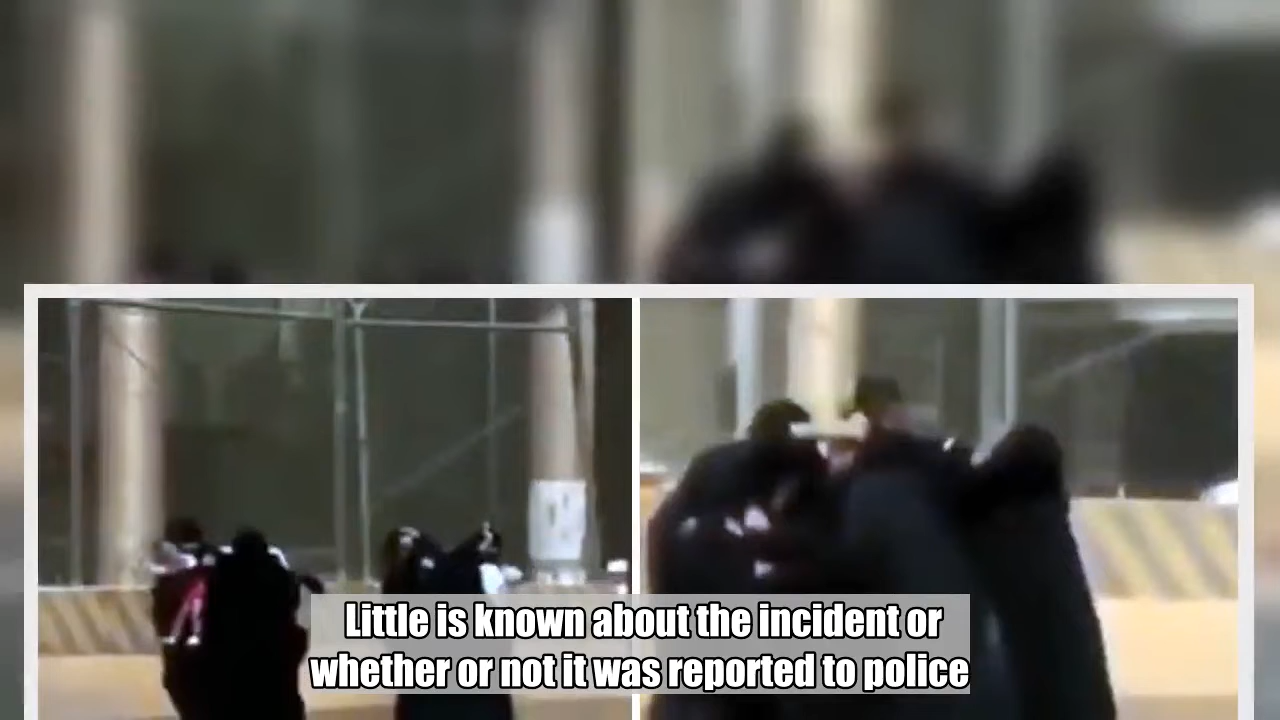 Little is known about the incident or
whether or not it was reported to police